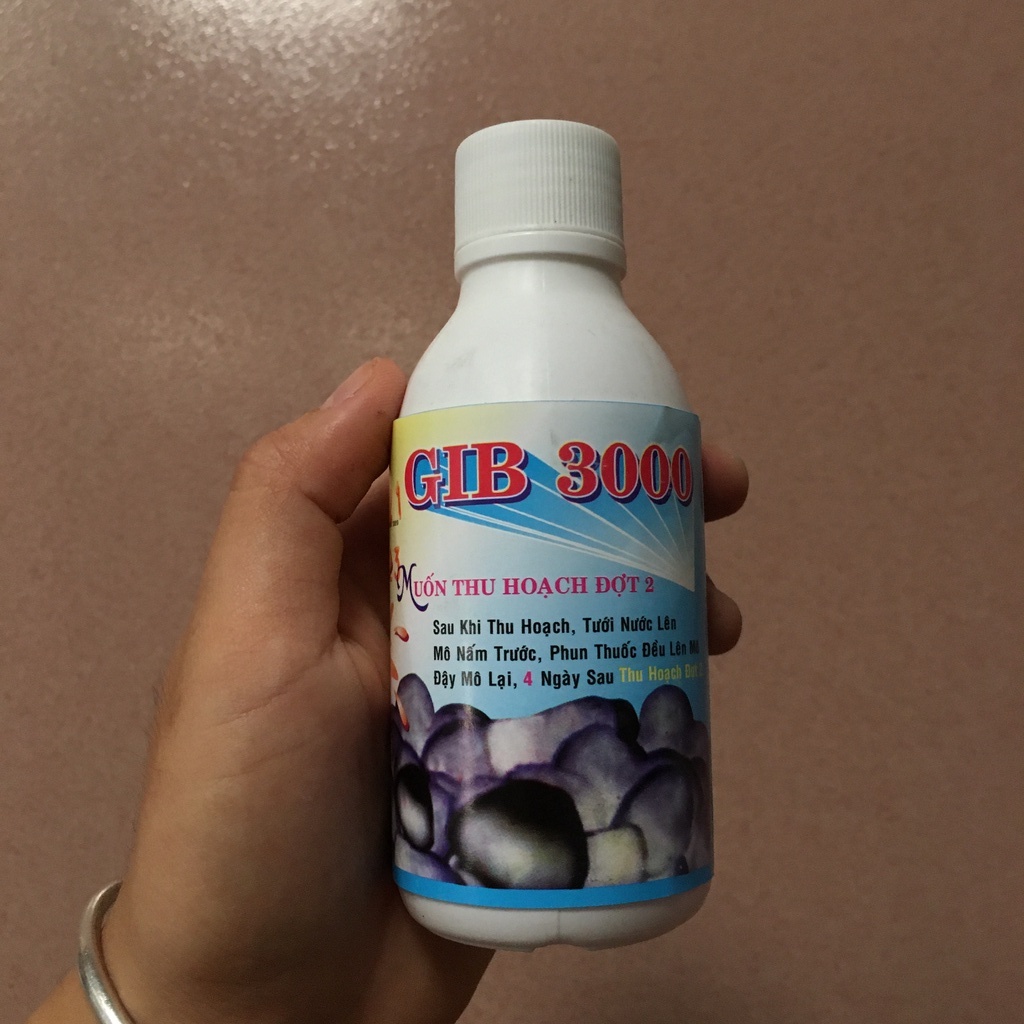 GIB 3000
MUỐN THU HOẠCH ĐỢT 2
Sau Khi Thu Hoạch, Tưới Nước Lên
Mô Nấm Trước, Phun Thuốc Đều Lên
Đậy Mô Lại, 4 Ngày Sau Thu Hoạch Đợt